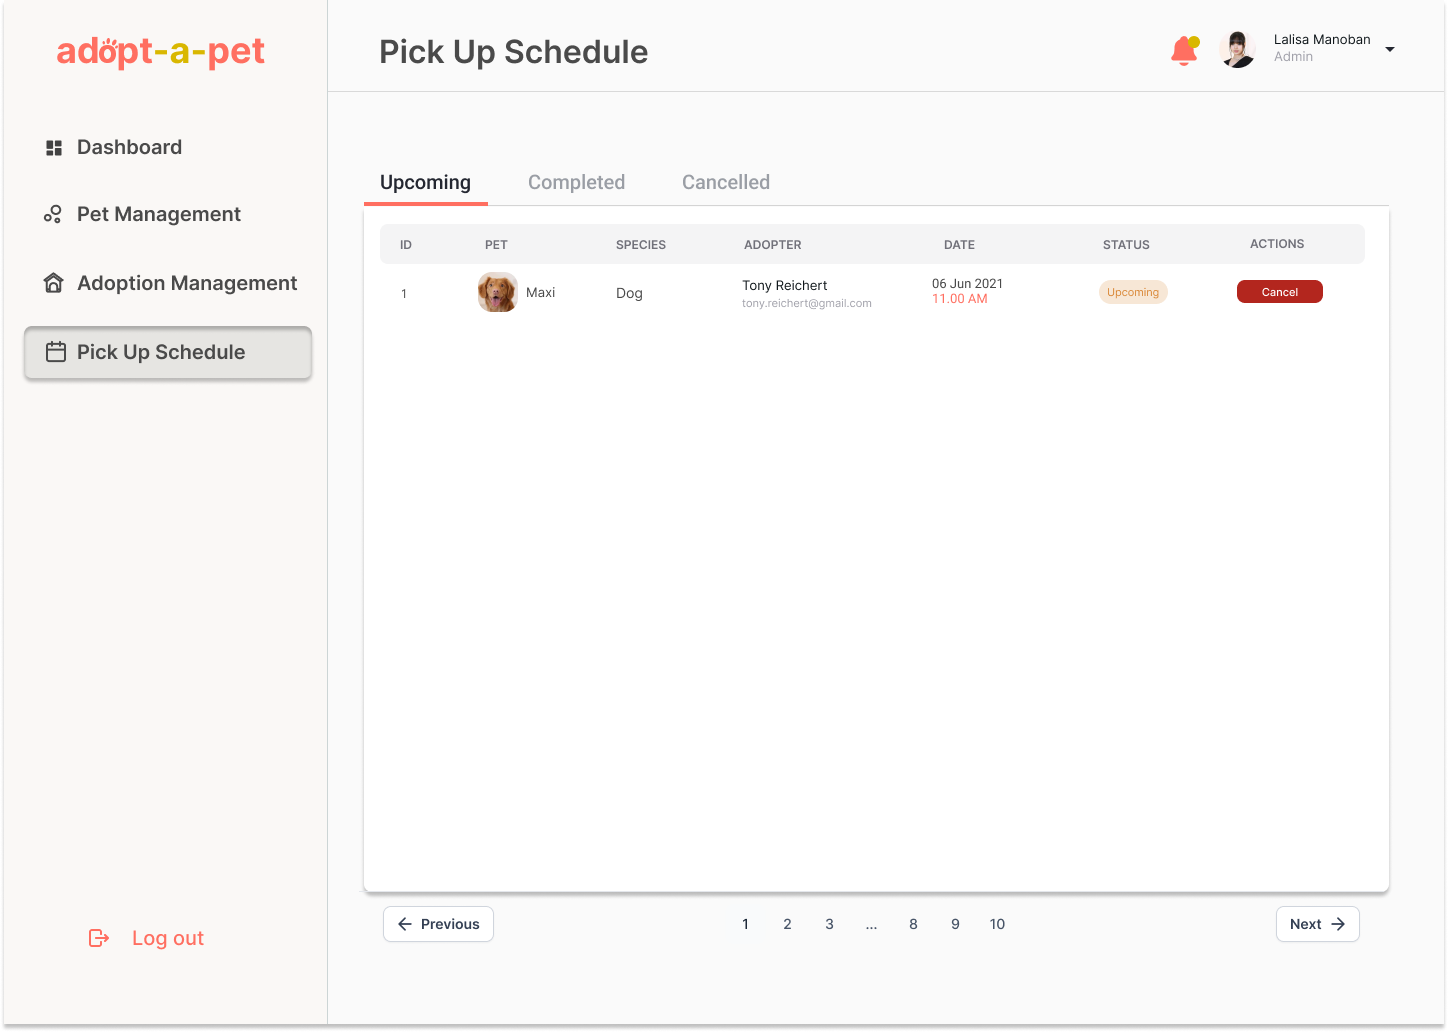 adopt-a-pet
Pick Up Schedule
Lalisa Manoban
Admin
Dashboard
Pet Management
Adoption Management
Pick Up Schedule
Log out
Upcoming Completed Cancelled
ID PET SPECIES ADOPTER DATE STATUS ACTIONS
1 Maxi Dog Tony Reichert 06 Jun 2021 Upcoming Cancel
tony.reichert@gmail.com 11.00 AM
Previous 1 2 3 ... 8 9 10 Next